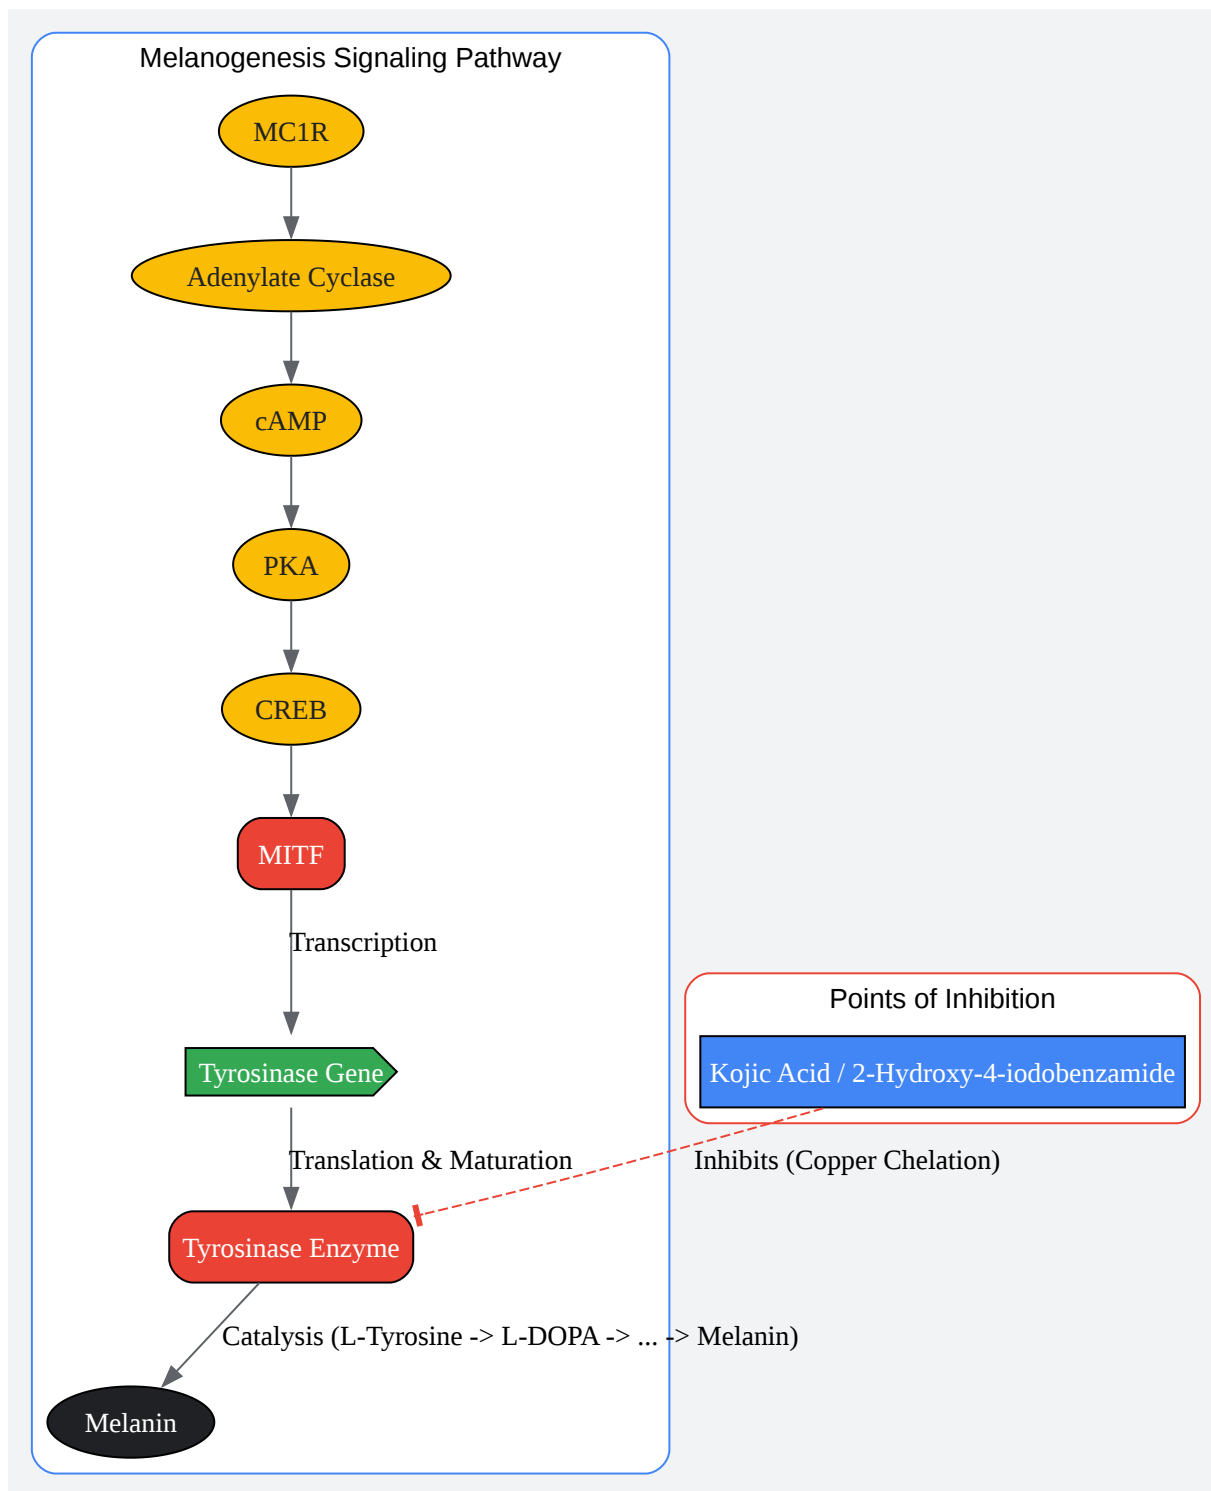 Melanogenesis Signaling Pathway
MC1R
Adenylate Cyclase
cAMP
PKA
CREB
MITF
Transcription
Points of Inhibition
Kojic Acid / 2-Hydroxy-4-iodobenzamide
Tyrosinase Gene
Translation & Maturation
Inhibits (Copper Chelation)
Tyrosinase Enzyme
Catalysis (L-Tyrosine -> L-DOPA -> ... -> Melanin)
Melanin